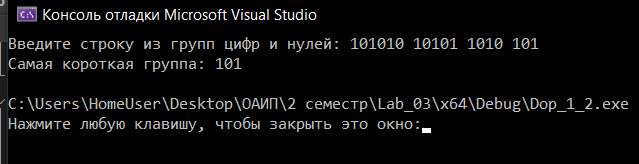 Консоль отладки Microsoft Visual Studio
Введите строку из групп цифр и нулей: 101010 10101 1010 101
Самая короткая группа: 101
C:\Users\HomeUser\Desktop\ОАИП\2 семестр\Lab_03\x64\Debug\Dop_1_2.exe
Нажмите любую клавишу, чтобы закрыть это окно: